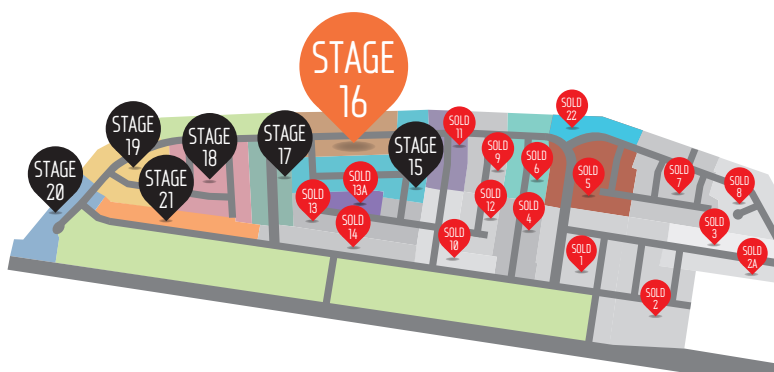 STAGE
16
SOLD
22
SOLD
11
STAGE
19
STAGE
18
STAGE
17
SOLD
9
STAGE
15
SOLD
6
SOLD
5
SOLD
7
STAGE
20
STAGE
21
SOLD
13A
SOLD
8
SOLD
13
SOLD
12
SOLD
4
SOLD
14
SOLD
3
SOLD
10
SOLD
1
SOLD
2A
SOLD
2